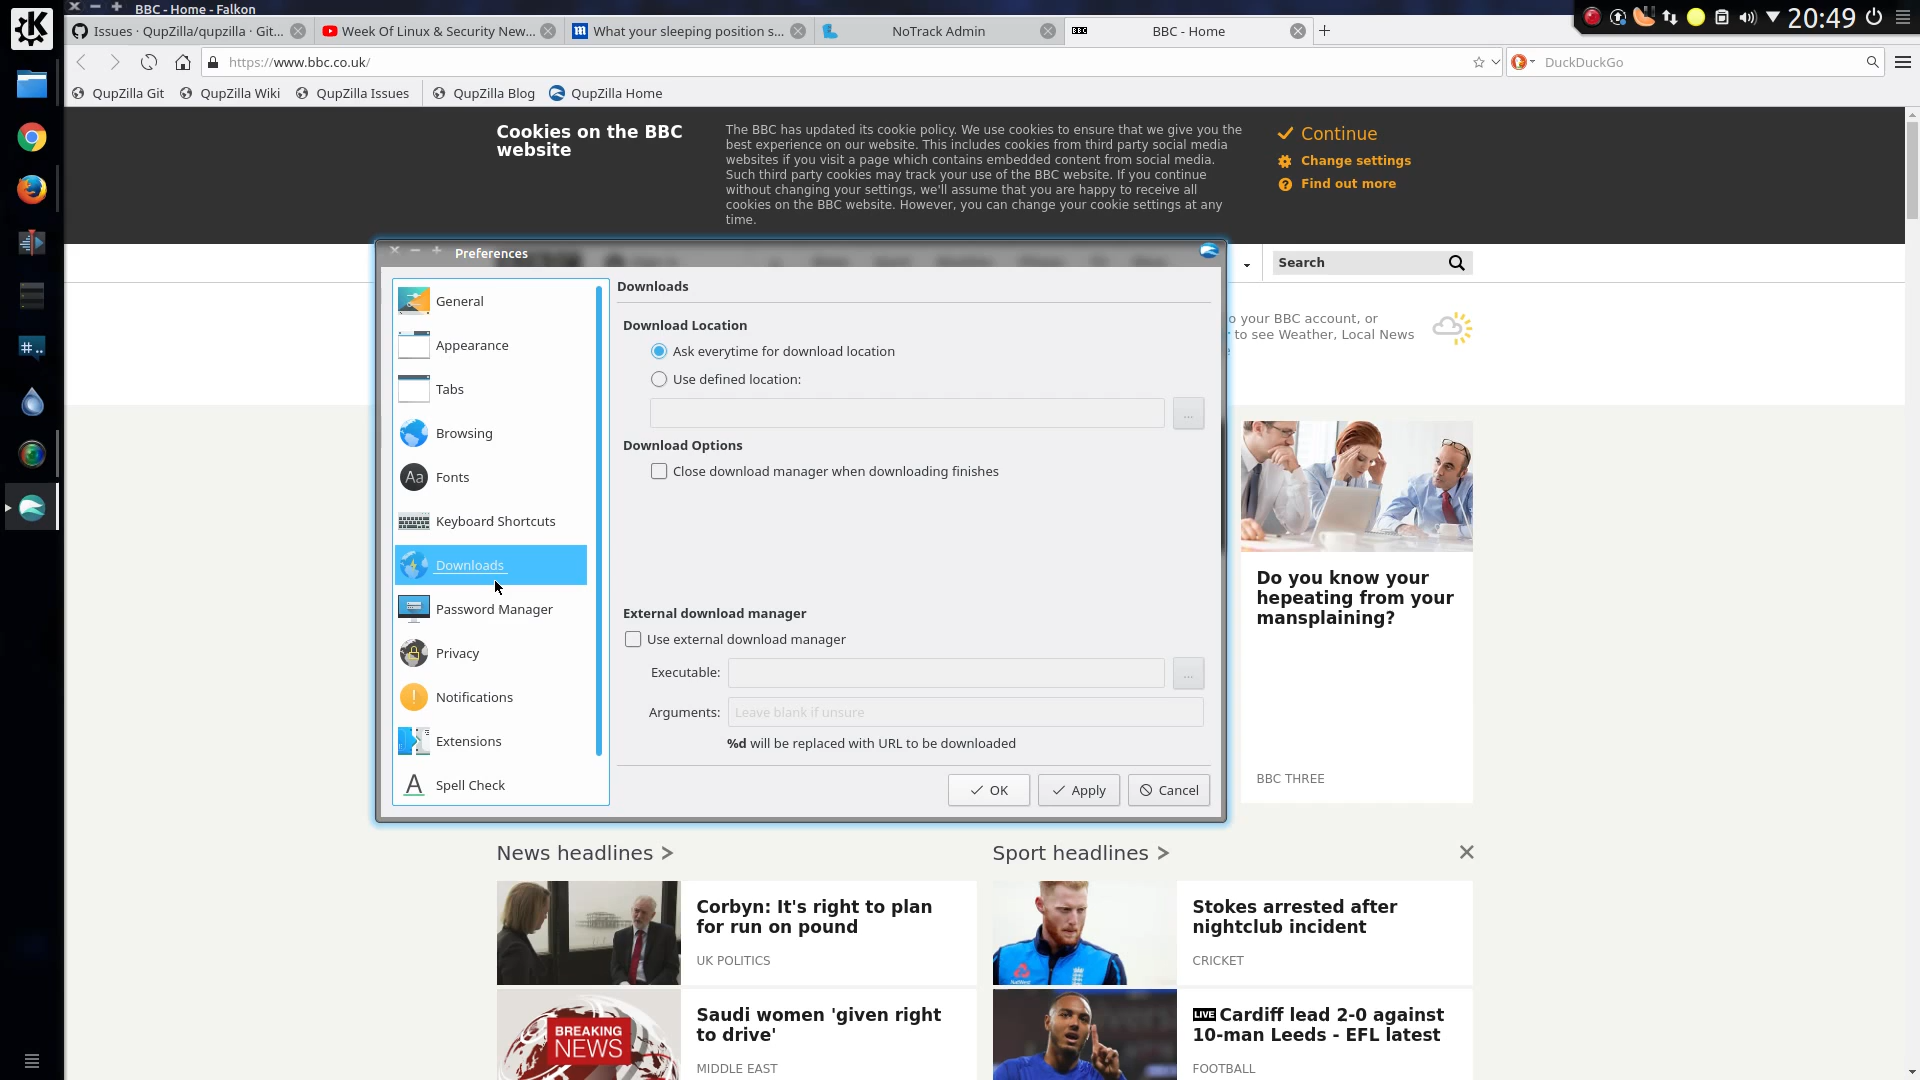 BBC - Home - Falkon
20:49
Issues · QupZilla/qupzilla · Git...
Week Of Linux & Security New...
What your sleeping position s...
NoTrack Admin
BBC - Home
https://www.bbc.co.uk/
DuckDuckGo
QupZilla Git
QupZilla Wiki
QupZilla Issues
QupZilla Blog
QupZilla Home
Cookies on the BBC
website
The BBC has updated its cookie policy. We use cookies to ensure that we give you the
best experience on our website. This includes cookies from third party social media
websites if you visit a page which contains embedded content from social media.
Such third party cookies may track your use of the BBC website. If you continue
without changing your settings, we'll assume that you are happy to receive all
cookies on the BBC website. However, you can change your cookie settings at any
time.
Continue
Change settings
Find out more
Preferences
Search
o your BBC account, or
to see Weather, Local News
General
Appearance
Tabs
Browsing
Aa Fonts
Keyboard Shortcuts
Downloads
Password Manager
Privacy
Notifications
Extensions
A Spell Check
Downloads
Download Location
Ask everytime for download location
Use defined location:
...
Download Options
Close download manager when downloading finishes
External download manager
Use external download manager
Executable:
...
Arguments: Leave blank if unsure
%d will be replaced with URL to be downloaded
OK
Apply
Cancel
Do you know your
hepeating from your
mansplaining?
BBC THREE
News headlines >
Sport headlines >
Corbyn: It's right to plan
for run on pound
UK POLITICS
Stokes arrested after
nightclub incident
CRICKET
BREAKING
NEWS
Saudi women 'given right
to drive'
MIDDLE EAST
LIVE Cardiff lead 2-0 against
10-man Leeds - EFL latest
FOOTBALL